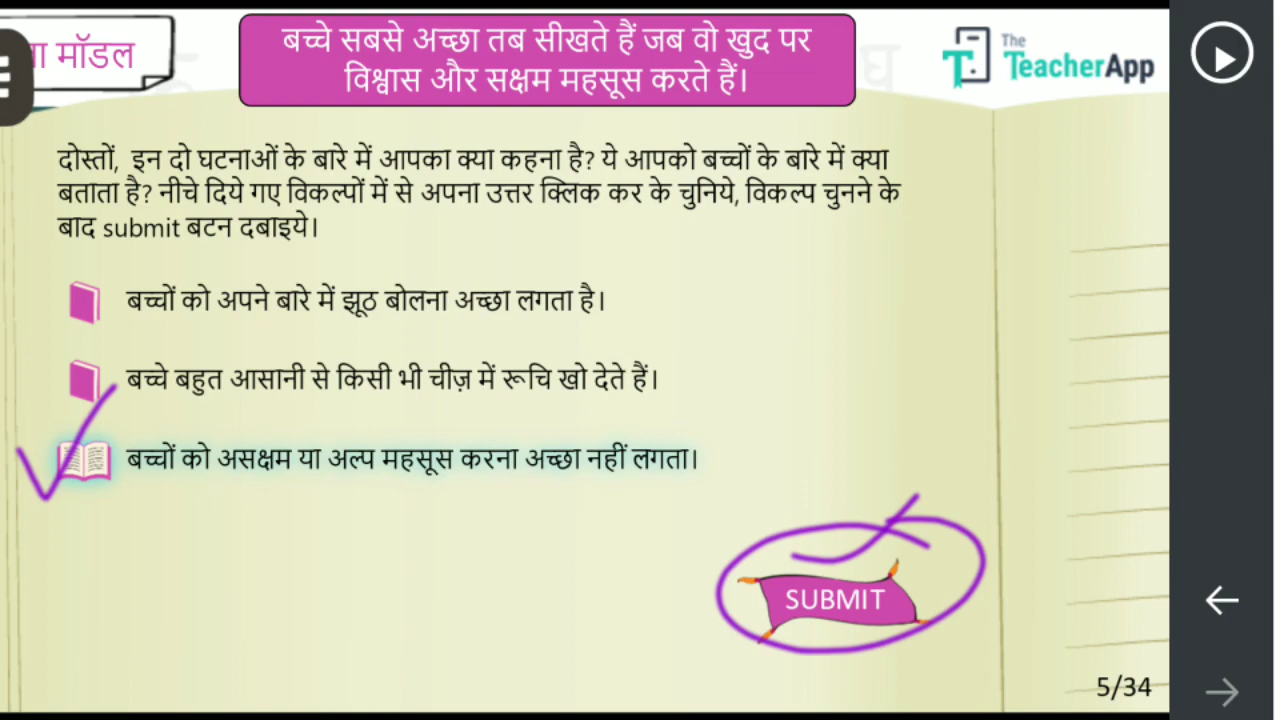 ा मॉडल
बच्चे सबसे अच्छा तब सीखते हैं जब वो खुद पर
विश्वास और सक्षम महसूस करते हैं।
घ
The
TeacherApp
दोस्तों, इन दो घटनाओं के बारे में आपका क्या कहना है? ये आपको बच्चों के बारे में क्या
बताता है? नीचे दिये गए विकल्पों में से अपना उत्तर क्लिक कर के चुनिये, विकल्प चुनने के
बाद submit बटन दबाइये।
बच्चों को अपने बारे में झूठ बोलना अच्छा लगता है।
बच्चे बहुत आसानी से किसी भी चीज़ में रूचि खो देते हैं।
बच्चों को असक्षम या अल्प महसूस करना अच्छा नहीं लगता।
SUBMIT
5/34